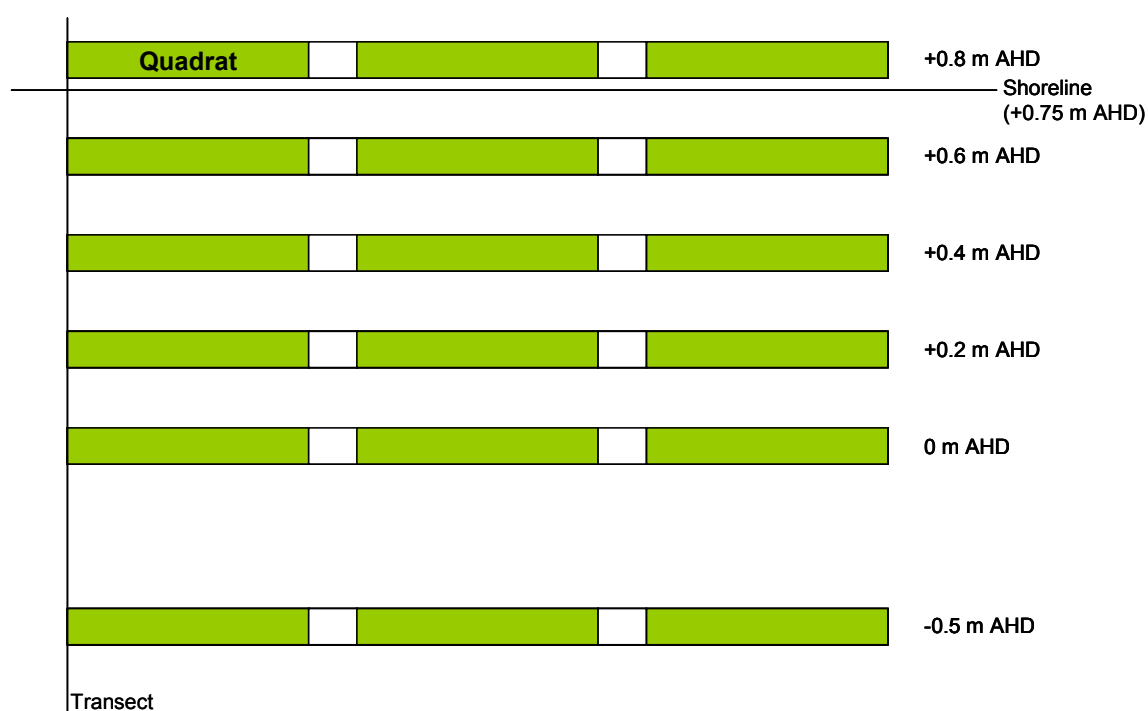 Quadrat
+0.8 m AHD
Shoreline
(+0.75 m AHD)
+0.6 m AHD
+0.4 m AHD
+0.2 m AHD
0 m AHD
-0.5 m AHD
Transect